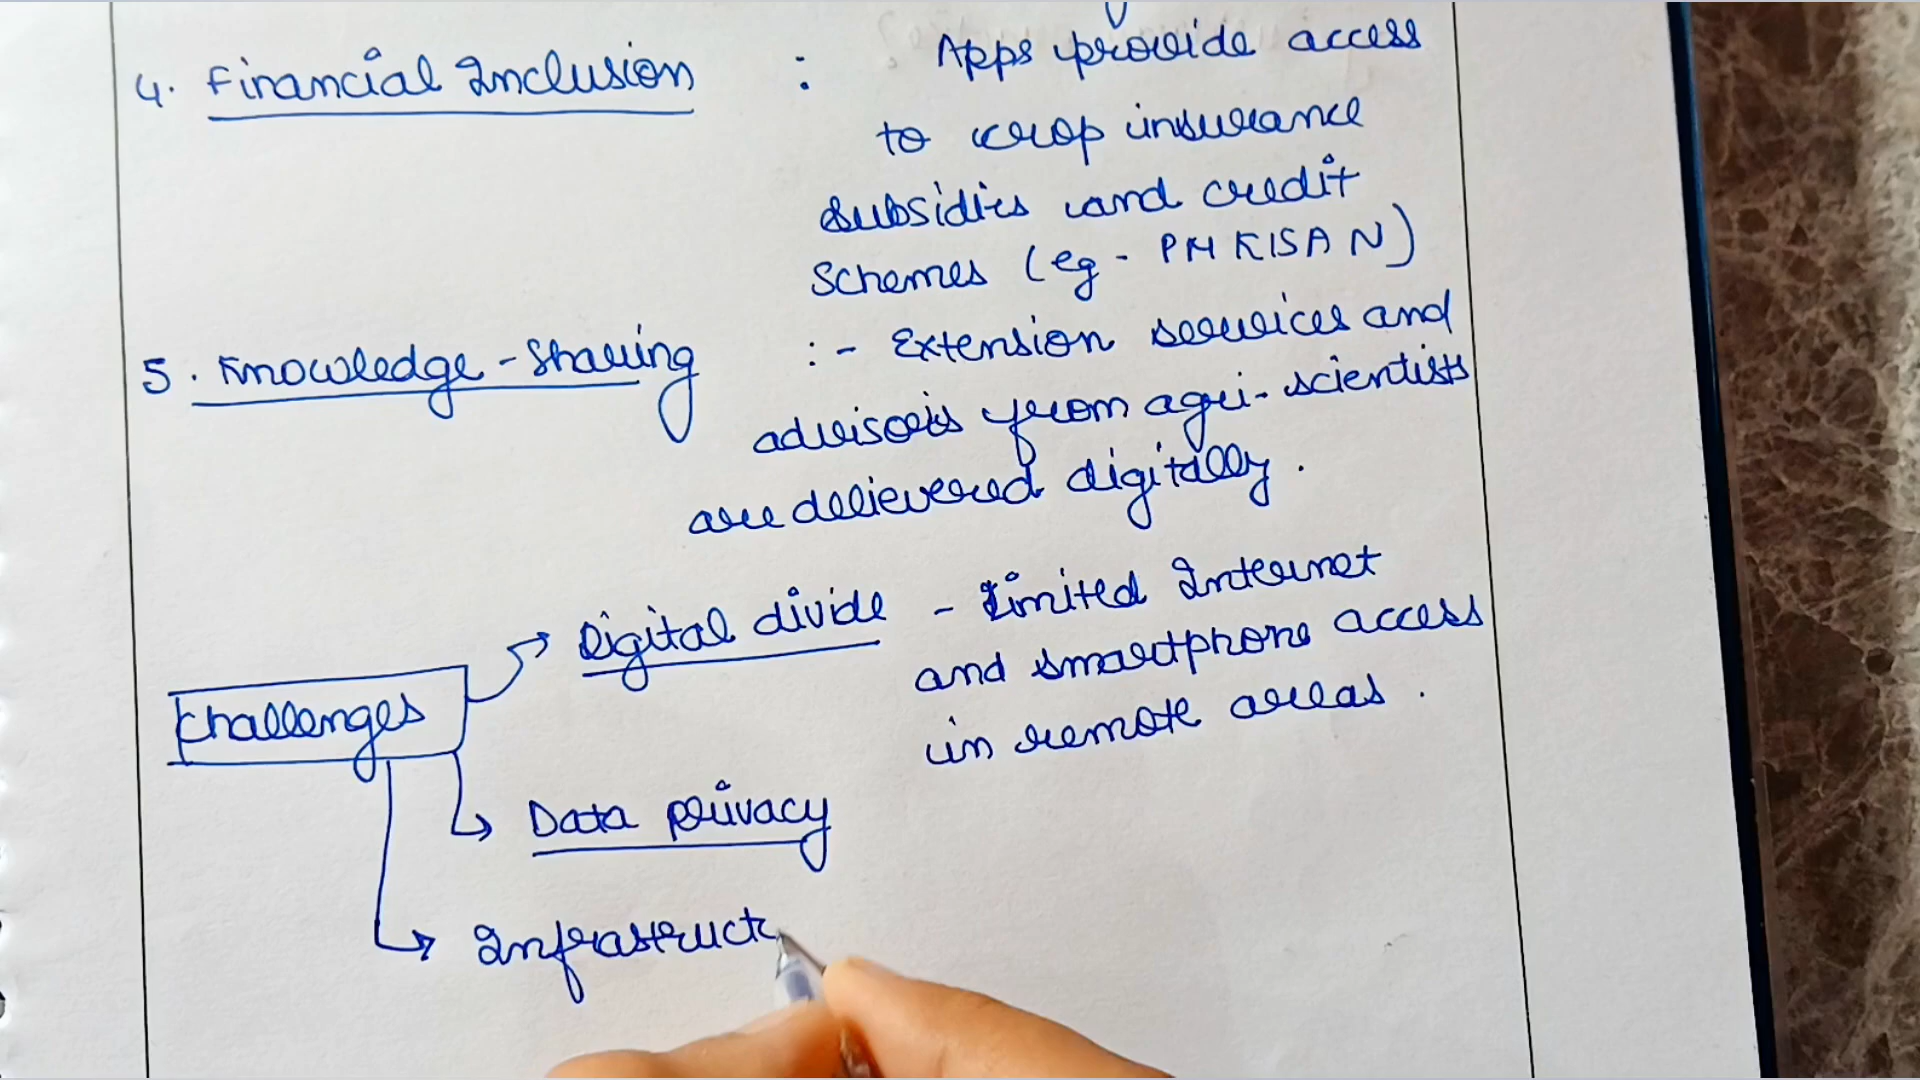 4. Financial Inclusion : Apps provide access
to crop insurance
subsidies and credit
Schemes (eg - PM KISAN)
5. Knowledge-Sharing :- Extension services and
advisories from agri-scientists
are delievered digitally.
Challenges
Digital divide - Limited Internet
and smartphone access
in remote areas.
Data privacy
Infrastruct